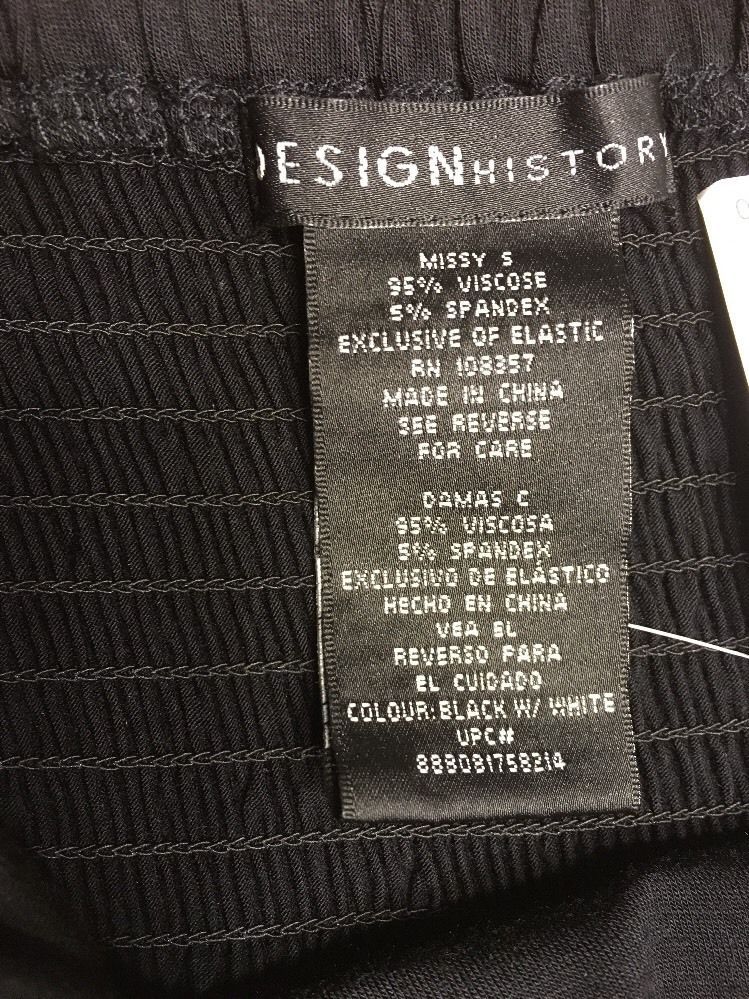 DESIGNHISTORY
MISSY S
95% VISCOSE
5% SPANDEX
EXCLUSIVE OF ELASTIC
RN 108357
MADE IN CHINA
SEE REVERSE
FOR CARE
DAMAS C
95% VISCOSA
5% SPANDEX
EXCLUSIVO DE ELÁSTICO
HECHO EN CHINA
VEA EL
REVERSO PARA
EL CUIDADO
COLOUR:BLACK W/ WHITE
UPC#